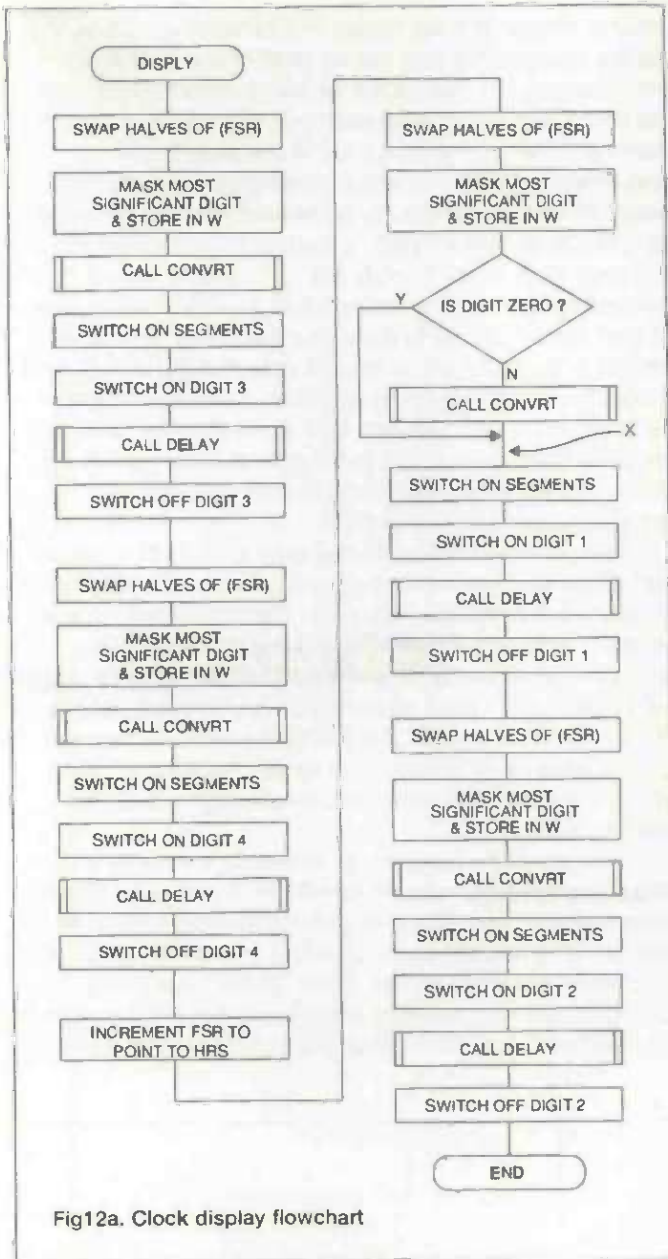 DISPLY
SWAP HALVES OF (FSR)
MASK MOST
SIGNIFICANT DIGIT
& STORE IN W
CALL CONVRT
SWITCH ON SEGMENTS
SWITCH ON DIGIT 3
CALL DELAY
SWITCH OFF DIGIT 3
SWAP HALVES OF (FSR)
MASK MOST
SIGNIFICANT DIGIT
& STORE IN W
CALL CONVRT
SWITCH ON SEGMENTS
SWITCH ON DIGIT 4
CALL DELAY
SWITCH OFF DIGIT 4
INCREMENT FSR TO
POINT TO HRS
SWAP HALVES OF (FSR)
MASK MOST
SIGNIFICANT DIGIT
& STORE IN W
Y
IS DIGIT ZERO ?
N
CALL CONVRT
X
SWITCH ON SEGMENTS
SWITCH ON DIGIT 1
CALL DELAY
SWITCH OFF DIGIT 1
SWAP HALVES OF (FSR)
MASK MOST
SIGNIFICANT DIGIT
& STORE IN W
CALL CONVRT
SWITCH ON SEGMENTS
SWITCH ON DIGIT 2
CALL DELAY
SWITCH OFF DIGIT 2
END
Fig12a. Clock display flowchart